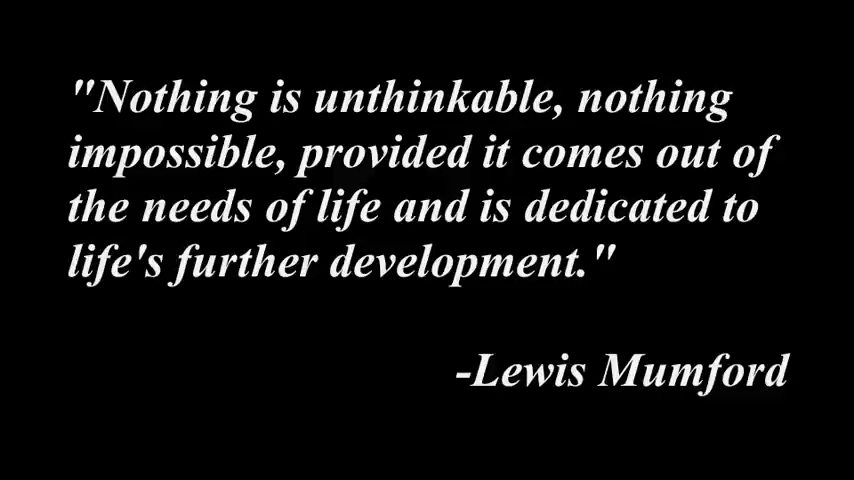 "Nothing is unthinkable, nothing
impossible, provided it comes out of
the needs of life and is dedicated to
life's further development."
-Lewis Mumford